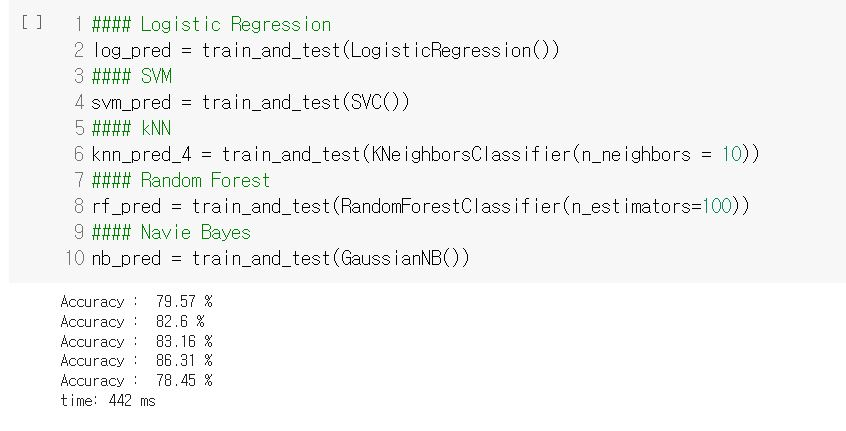 [ ] 1 #### Logistic Regression
2 log_pred = train_and_test(LogisticRegression())
3 #### SVM
4 svm_pred = train_and_test(SVC())
5 #### kNN
6 knn_pred_4 = train_and_test(KNeighborsClassifier(n_neighbors = 10))
7 #### Random Forest
8 rf_pred = train_and_test(RandomForestClassifier(n_estimators=100))
9 #### Navie Bayes
10 nb_pred = train_and_test(GaussianNB())
Accuracy :  79.57 %
Accuracy :  82.6 %
Accuracy :  83.16 %
Accuracy :  86.31 %
Accuracy :  78.45 %
time: 442 ms